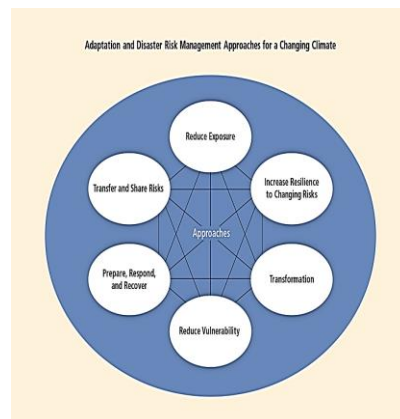 Adaptation and Disaster Risk Management Approaches for a Changing Climate
Reduce Exposure
Transfer and Share Risks
Increase Resilience
to Changing Risks
Approaches
Prepare, Respond,
and Recover
Transformation
Reduce Vulnerability